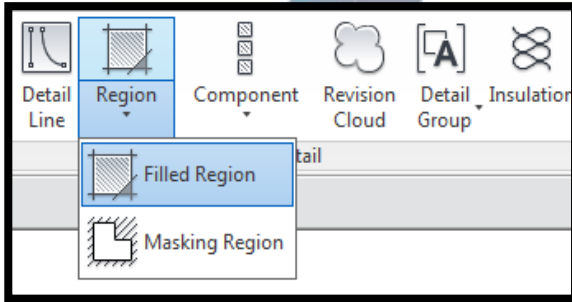 Detail Region Component Revision Detail Insulation
Line Cloud Group
tail
Filled Region
Masking Region